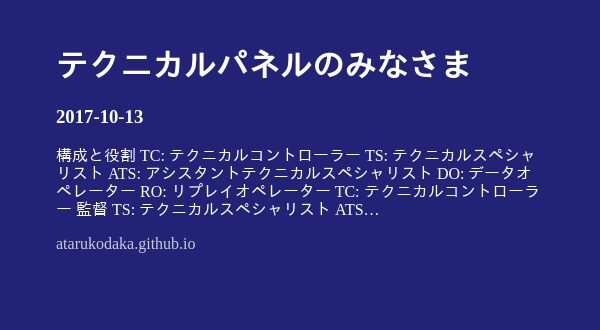 テクニカルパネルのみなさま
2017-10-13
構成と役割 TC: テクニカルコントローラー TS: テクニカルスペシャ
リスト ATS: アシスタントテクニカルスペシャリスト DO: データオ
ペレーター RO: リプレイオペレーター TC: テクニカルコントローラ
ー 監督 TS: テクニカルスペシャリスト ATS…
atarukodaka.github.io